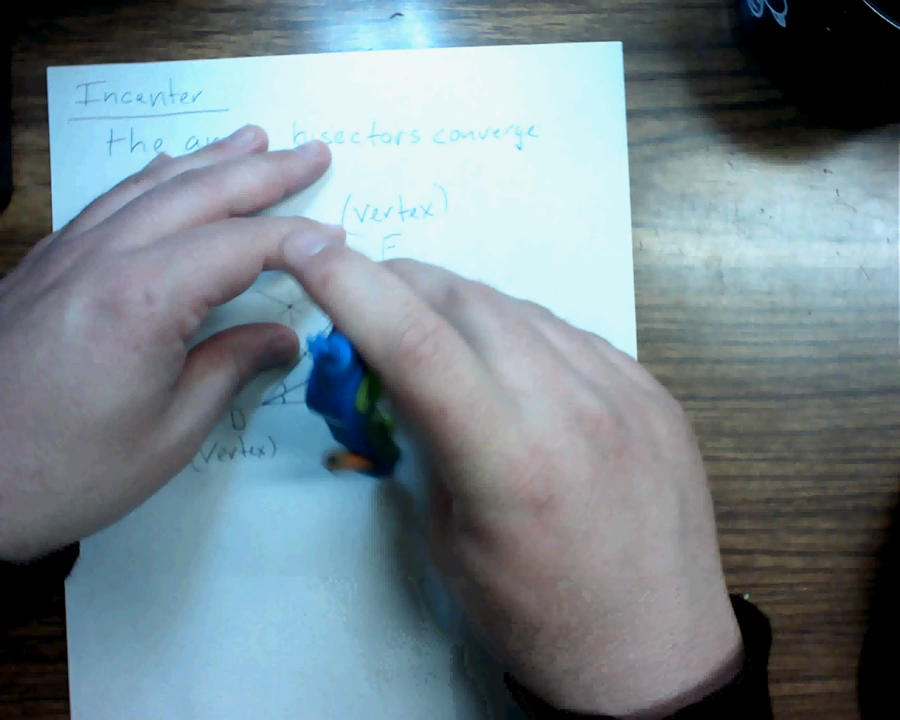 Incenter
the bisectors converge
(vertex)
E
D
(vertex)